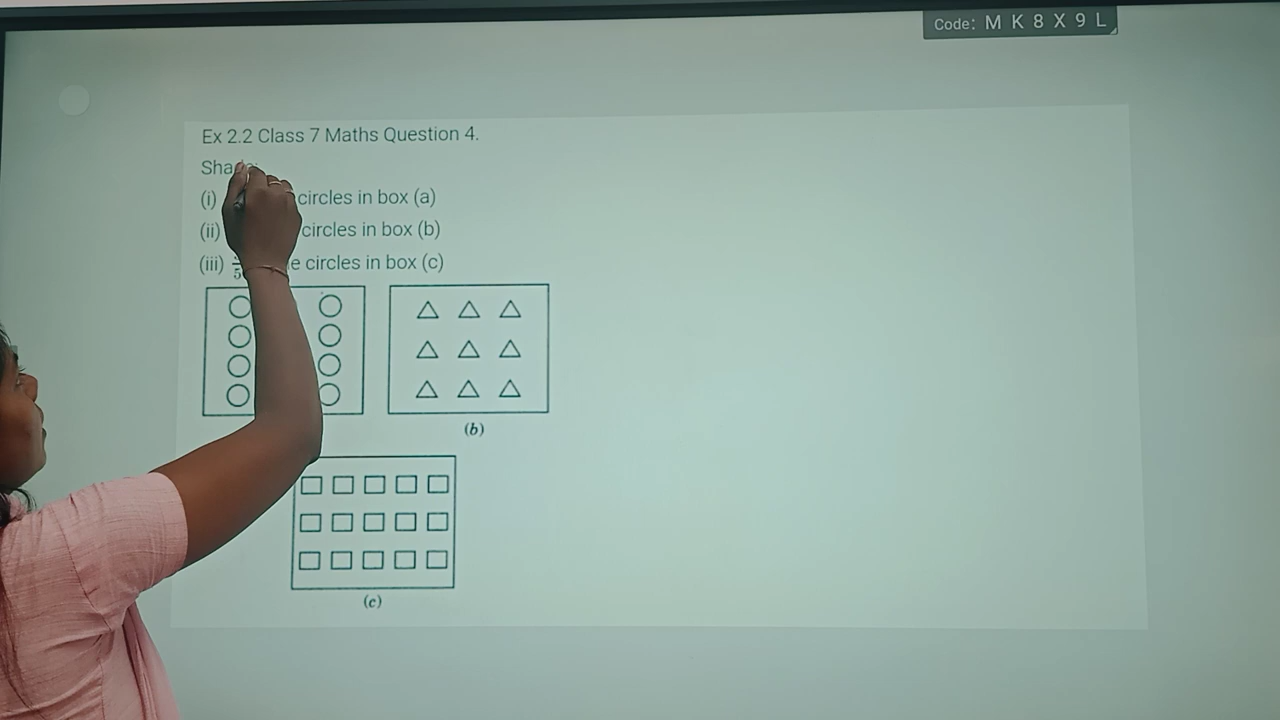 Code: M K 8 X 9 L
Ex 2.2 Class 7 Maths Question 4.
(i) circles in box (a)
(ii) circles in box (b)
(iii) circles in box (c)
(b)
(c)